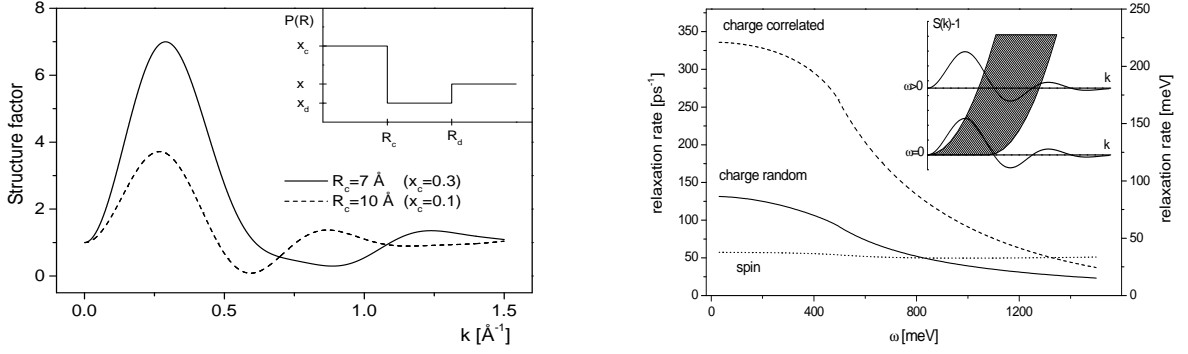 Structure factor
8
6
4
2
0
0.0
0.5
1.0
1.5
k [Å⁻¹]
P(R)
x_c
x
x_d
R_c
R_d
R_c=7 Å (x_c=0.3)
R_c=10 Å (x_c=0.1)
relaxation rate [ps⁻¹]
350
300
250
200
150
100
50
0
0
400
800
1200
ω [meV]
250
200
150
100
50
0
relaxation rate [meV]
charge correlated
charge random
spin
S(k)-1
k
ω>0
k
ω=0